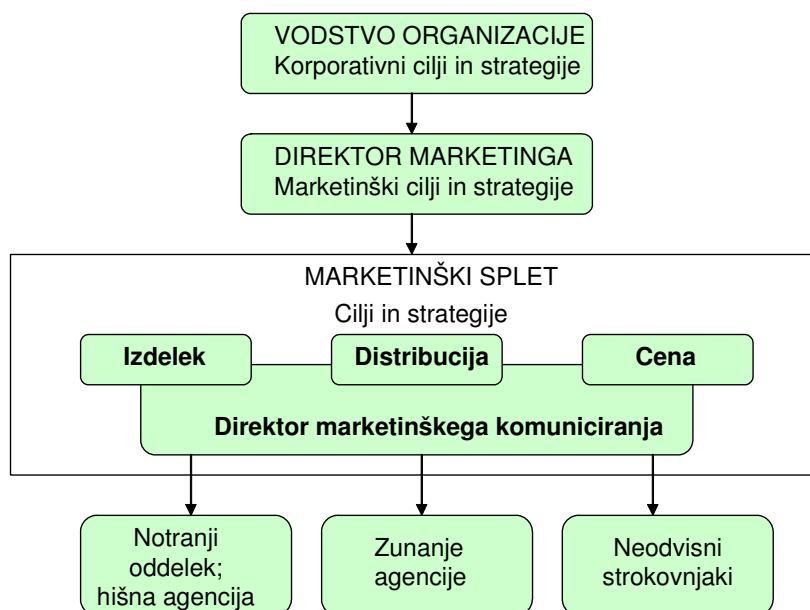 VODSTVO ORGANIZACIJE
Korporativni cilji in strategije
DIREKTOR MARKETINGA
Marketinški cilji in strategije
MARKETINŠKI SPLET
Cilji in strategije
Izdelek
Distribucija
Cena
Direktor marketinškega komuniciranja
Notranji
oddelek;
hišna agencija
Zunanje
agencije
Neodvisni
strokovnjaki